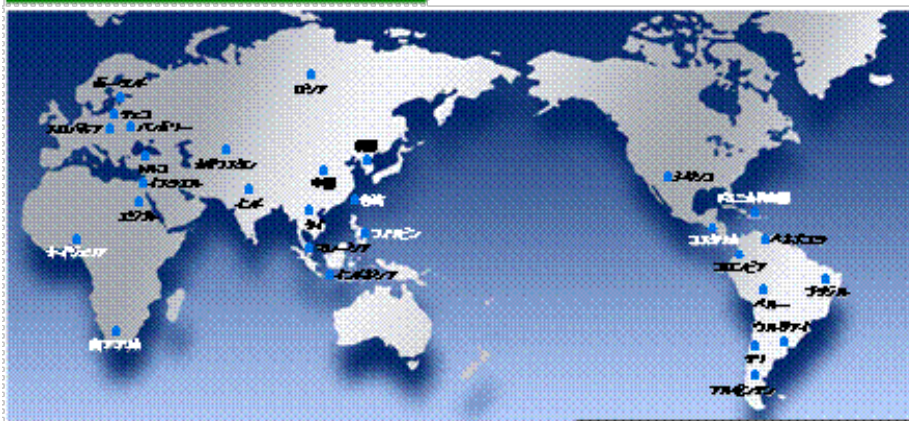 ポーランド
ロシア
チェコ
スロバキア
ハンガリー
トルコ
カザフスタン
イスラエル
中国
インド
台湾
エジプト
タイ
フィリピン
ナイジェリア
マレーシア
インドネシア
南アフリカ
メキシコ
ドミニカ共和国
コスタリカ
ベネズエラ
コロンビア
ブラジル
ペルー
ウルグアイ
チリ
アルゼンチン